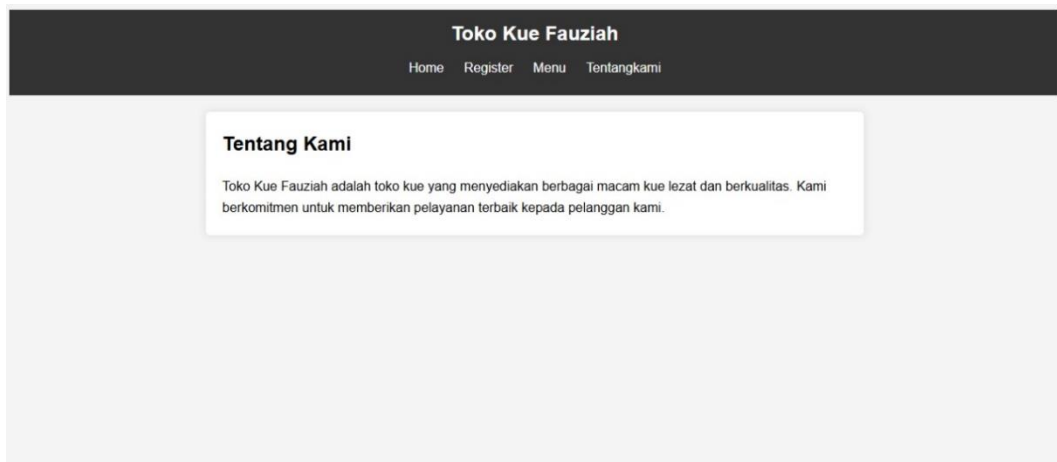 Toko Kue Fauziah
Home Register Menu Tentangkami
Tentang Kami
Toko Kue Fauziah adalah toko kue yang menyediakan berbagai macam kue lezat dan berkualitas. Kami
berkomitmen untuk memberikan pelayanan terbaik kepada pelanggan kami.